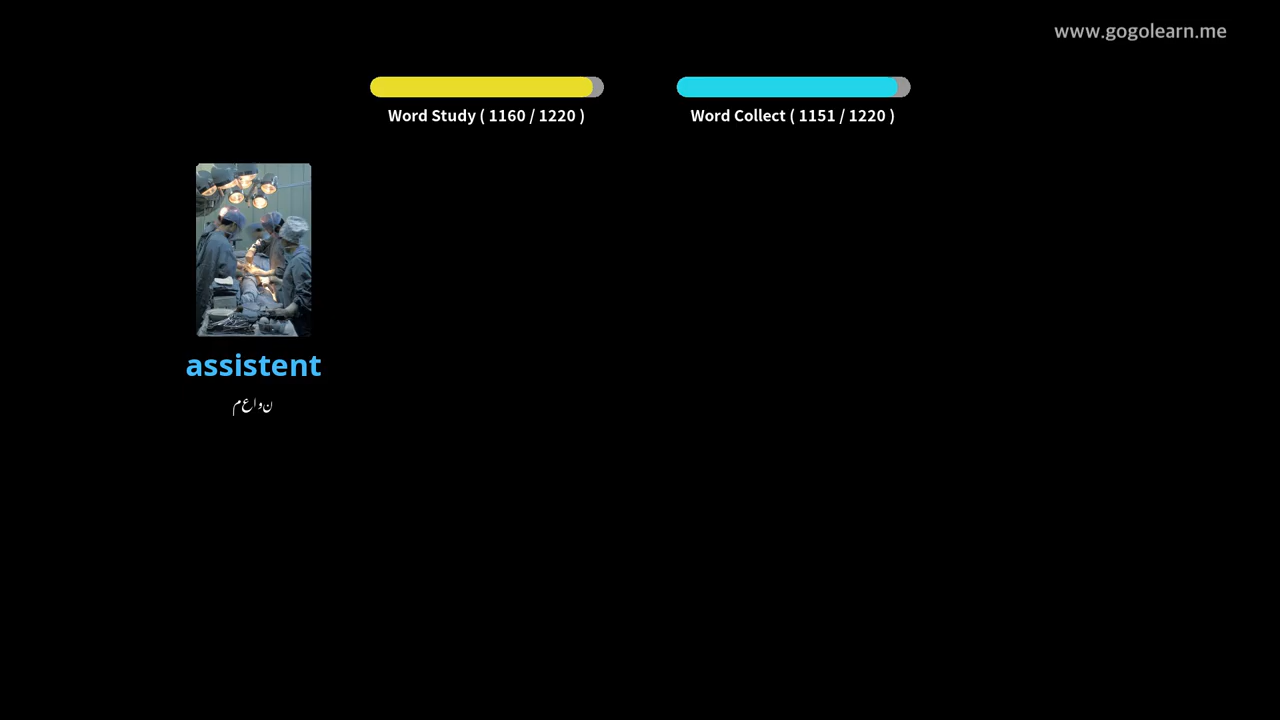 www.gogolearn.me
Word Study ( 1160 / 1220 )
Word Collect ( 1151 / 1220 )
assistent
معاون